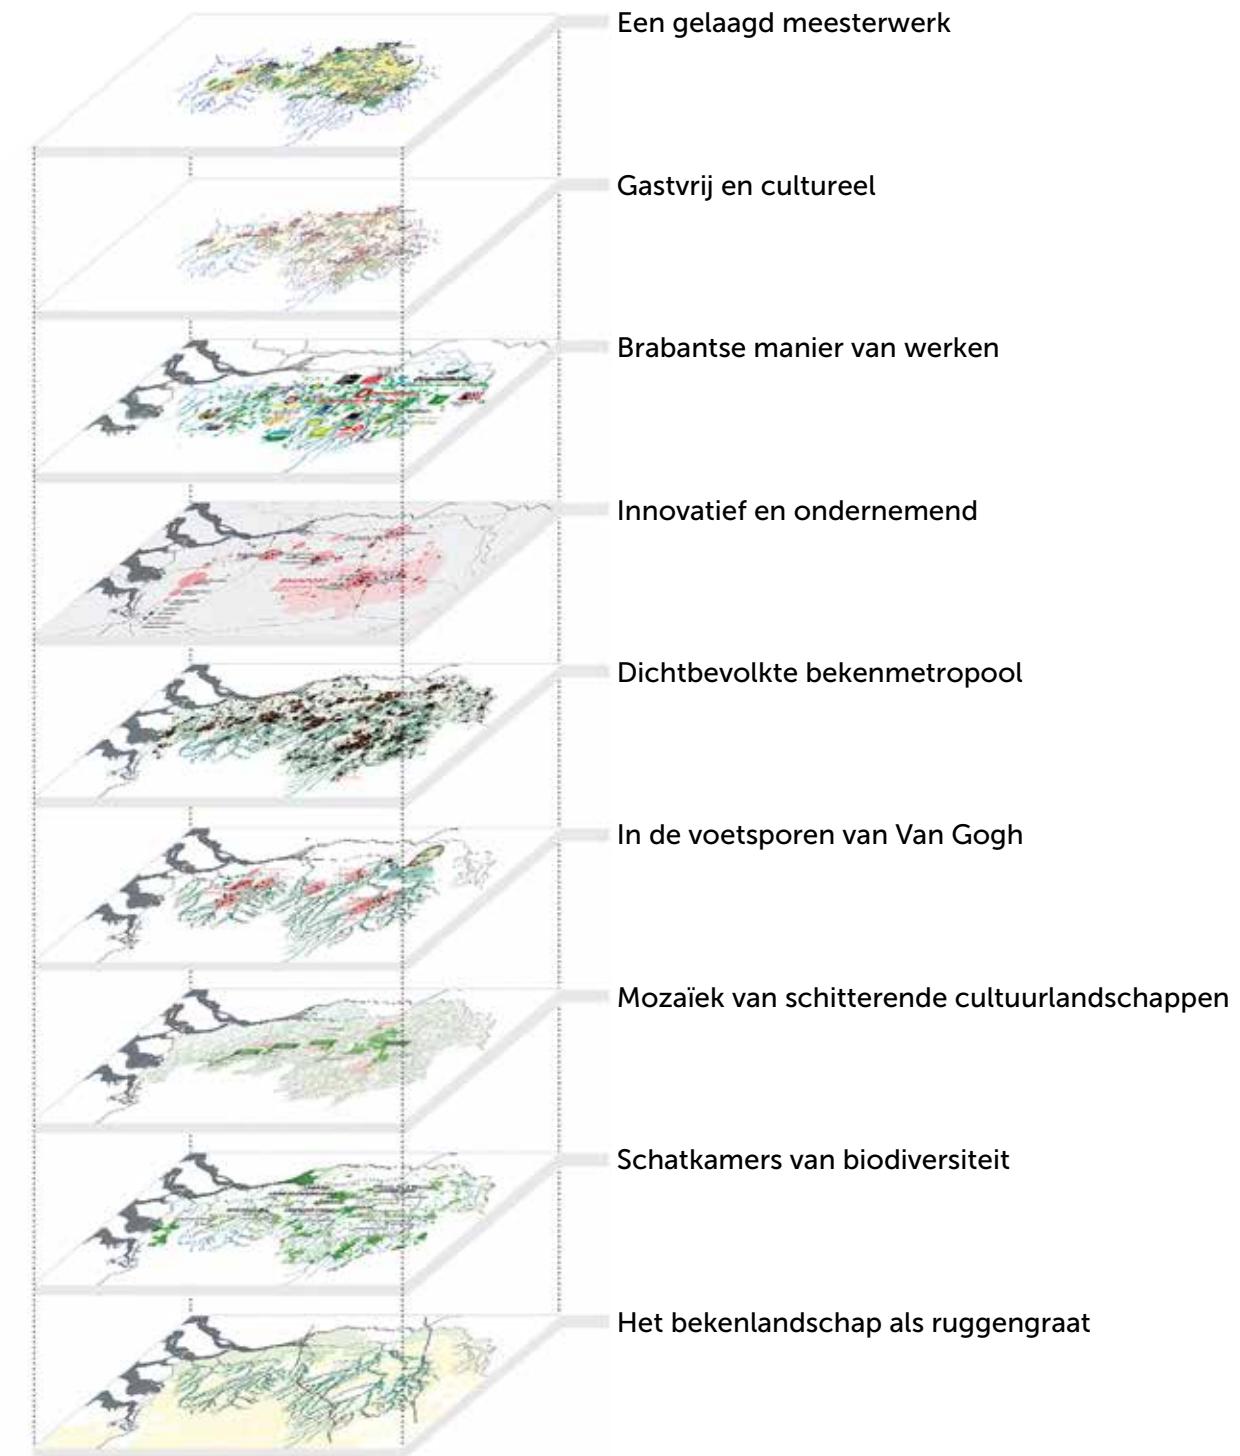 Een gelaagd meesterwerk
Gastvrij en cultureel
Brabantse manier van werken
Innovatief en ondernemend
Dichtbevolkte bekenmetropool
In de voetsporen van Van Gogh
Mozaïek van schitterende cultuurlandschappen
Schatkamers van biodiversiteit
Het bekenlandschap als ruggengraat